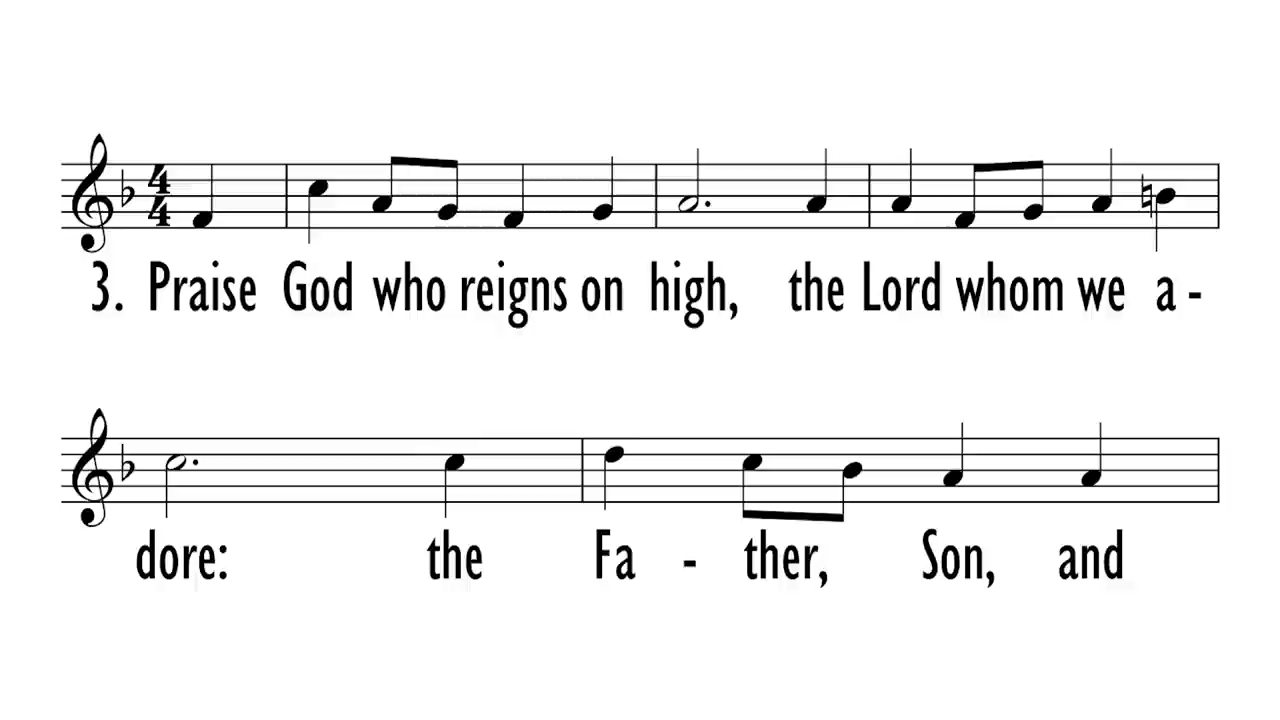 3. Praise God who reigns on high, the Lord whom we a -
dore: the Fa - ther, Son, and